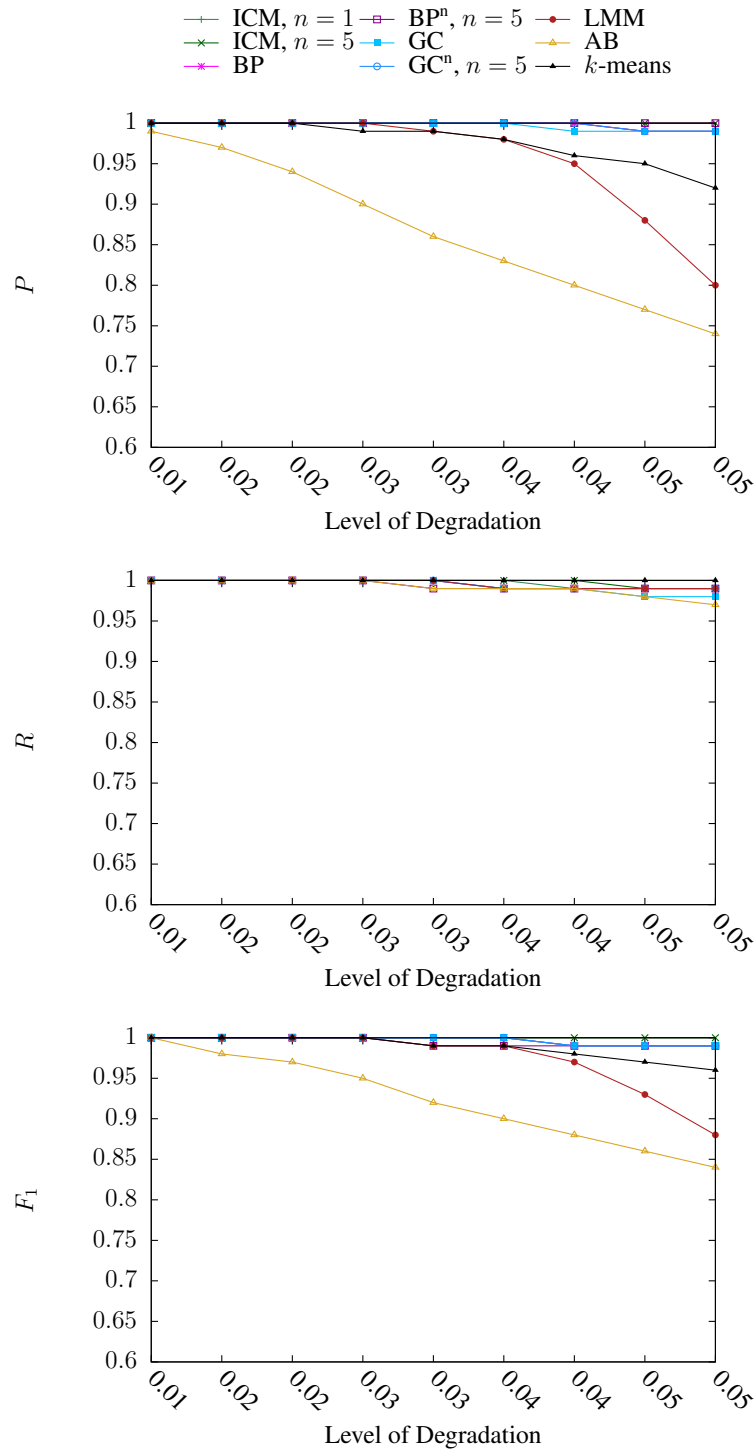 ICM, n = 1 BPⁿ, n = 5 LMM
ICM, n = 5 GC AB
BP GCⁿ, n = 5 k-means
1
0.95
0.9
0.85
0.8
0.75
0.7
0.65
0.6
P
0.01 0.02 0.02 0.03 0.03 0.04 0.04 0.05 0.05
Level of Degradation
1
0.95
0.9
0.85
0.8
0.75
0.7
0.65
0.6
R
0.01 0.02 0.02 0.03 0.03 0.04 0.04 0.05 0.05
Level of Degradation
1
0.95
0.9
0.85
0.8
0.75
0.7
0.65
0.6
F₁
0.01 0.02 0.02 0.03 0.03 0.04 0.04 0.05 0.05
Level of Degradation